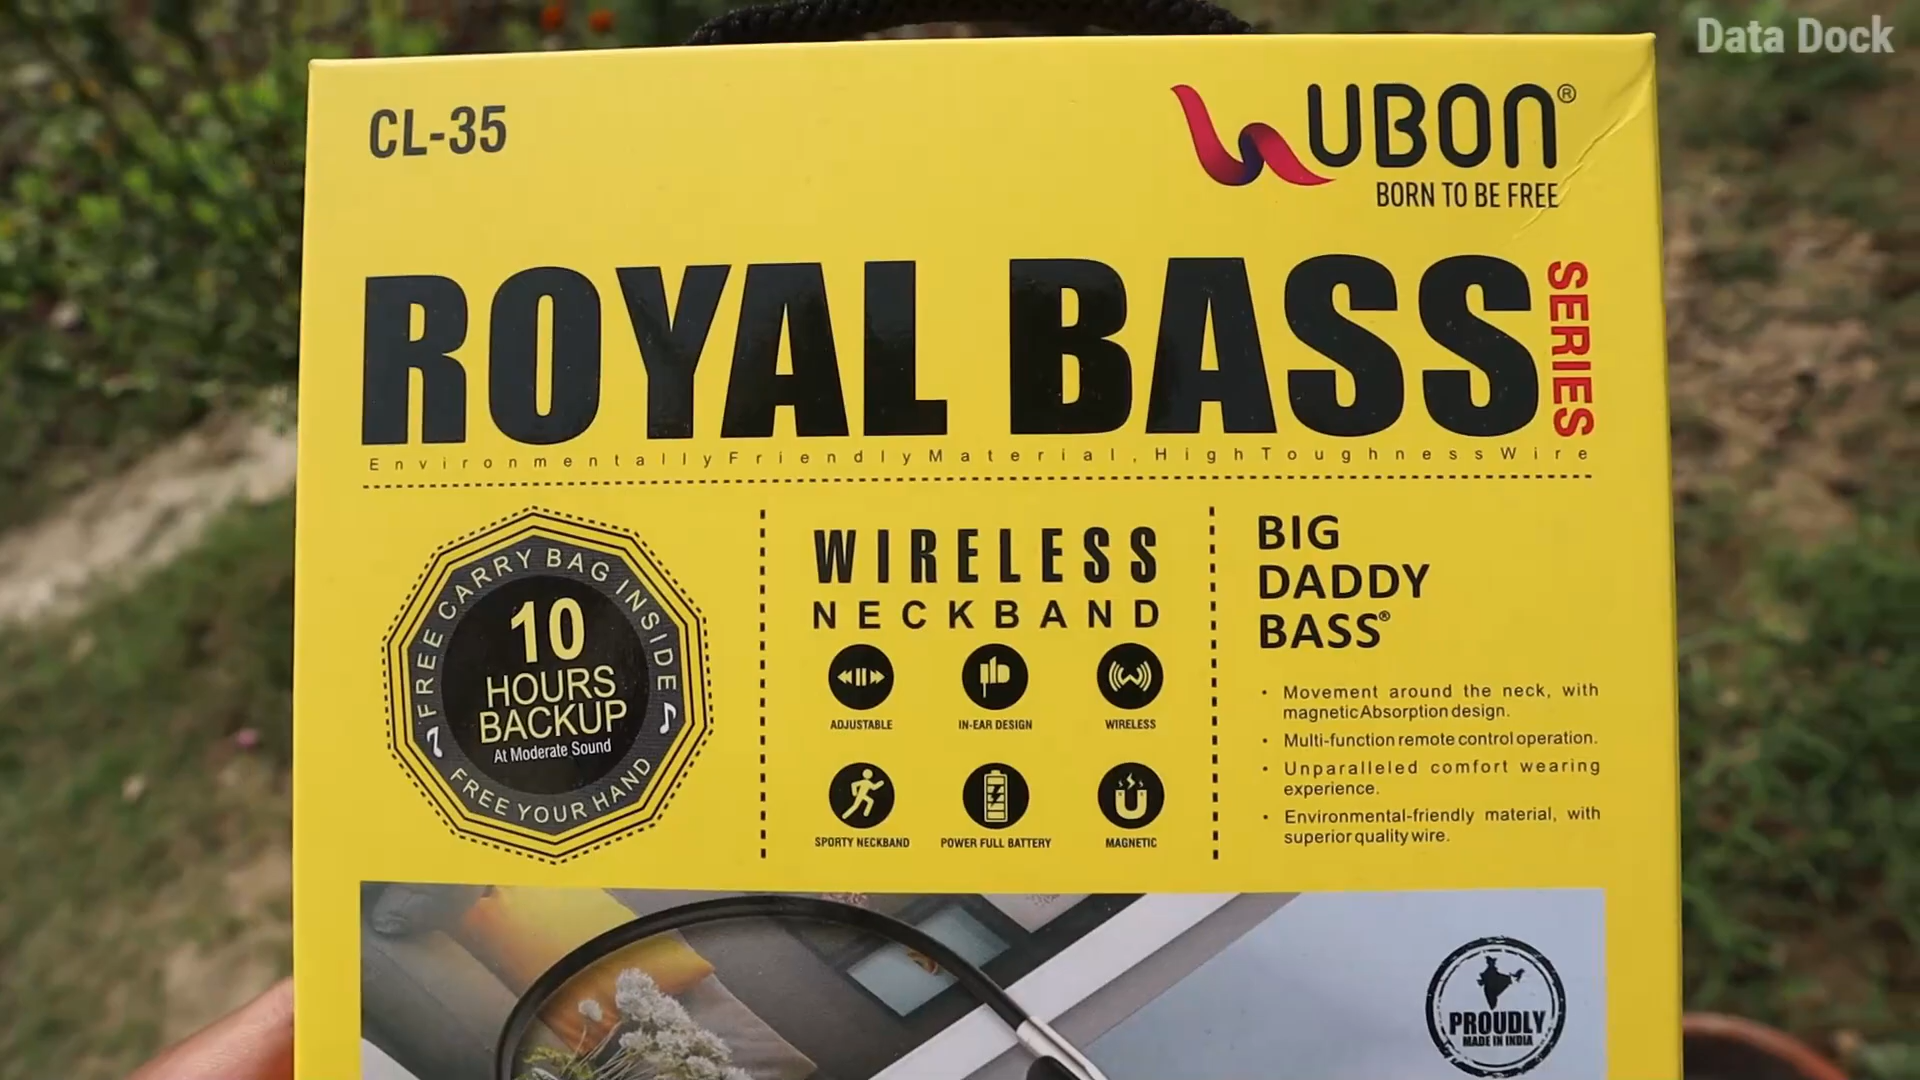 Data Dock
CL-35
UBON®
BORN TO BE FREE
ROYAL BASS
SERIES
Environmentally Friendly Material, High Toughness Wire
FREE CARRY BAG INSIDE
10
HOURS
BACKUP
At Moderate Sound
FREE YOUR HAND
WIRELESS
NECKBAND
ADJUSTABLE
IN-EAR DESIGN
WIRELESS
SPORTY NECKBAND
POWER FULL BATTERY
MAGNETIC
BIG
DADDY
BASS®
• Movement around the neck, with
magnetic Absorption design.
• Multi-function remote control operation.
• Unparalleled comfort wearing
experience.
• Environmental-friendly material, with
superior quality wire.
PROUDLY
MADE IN INDIA